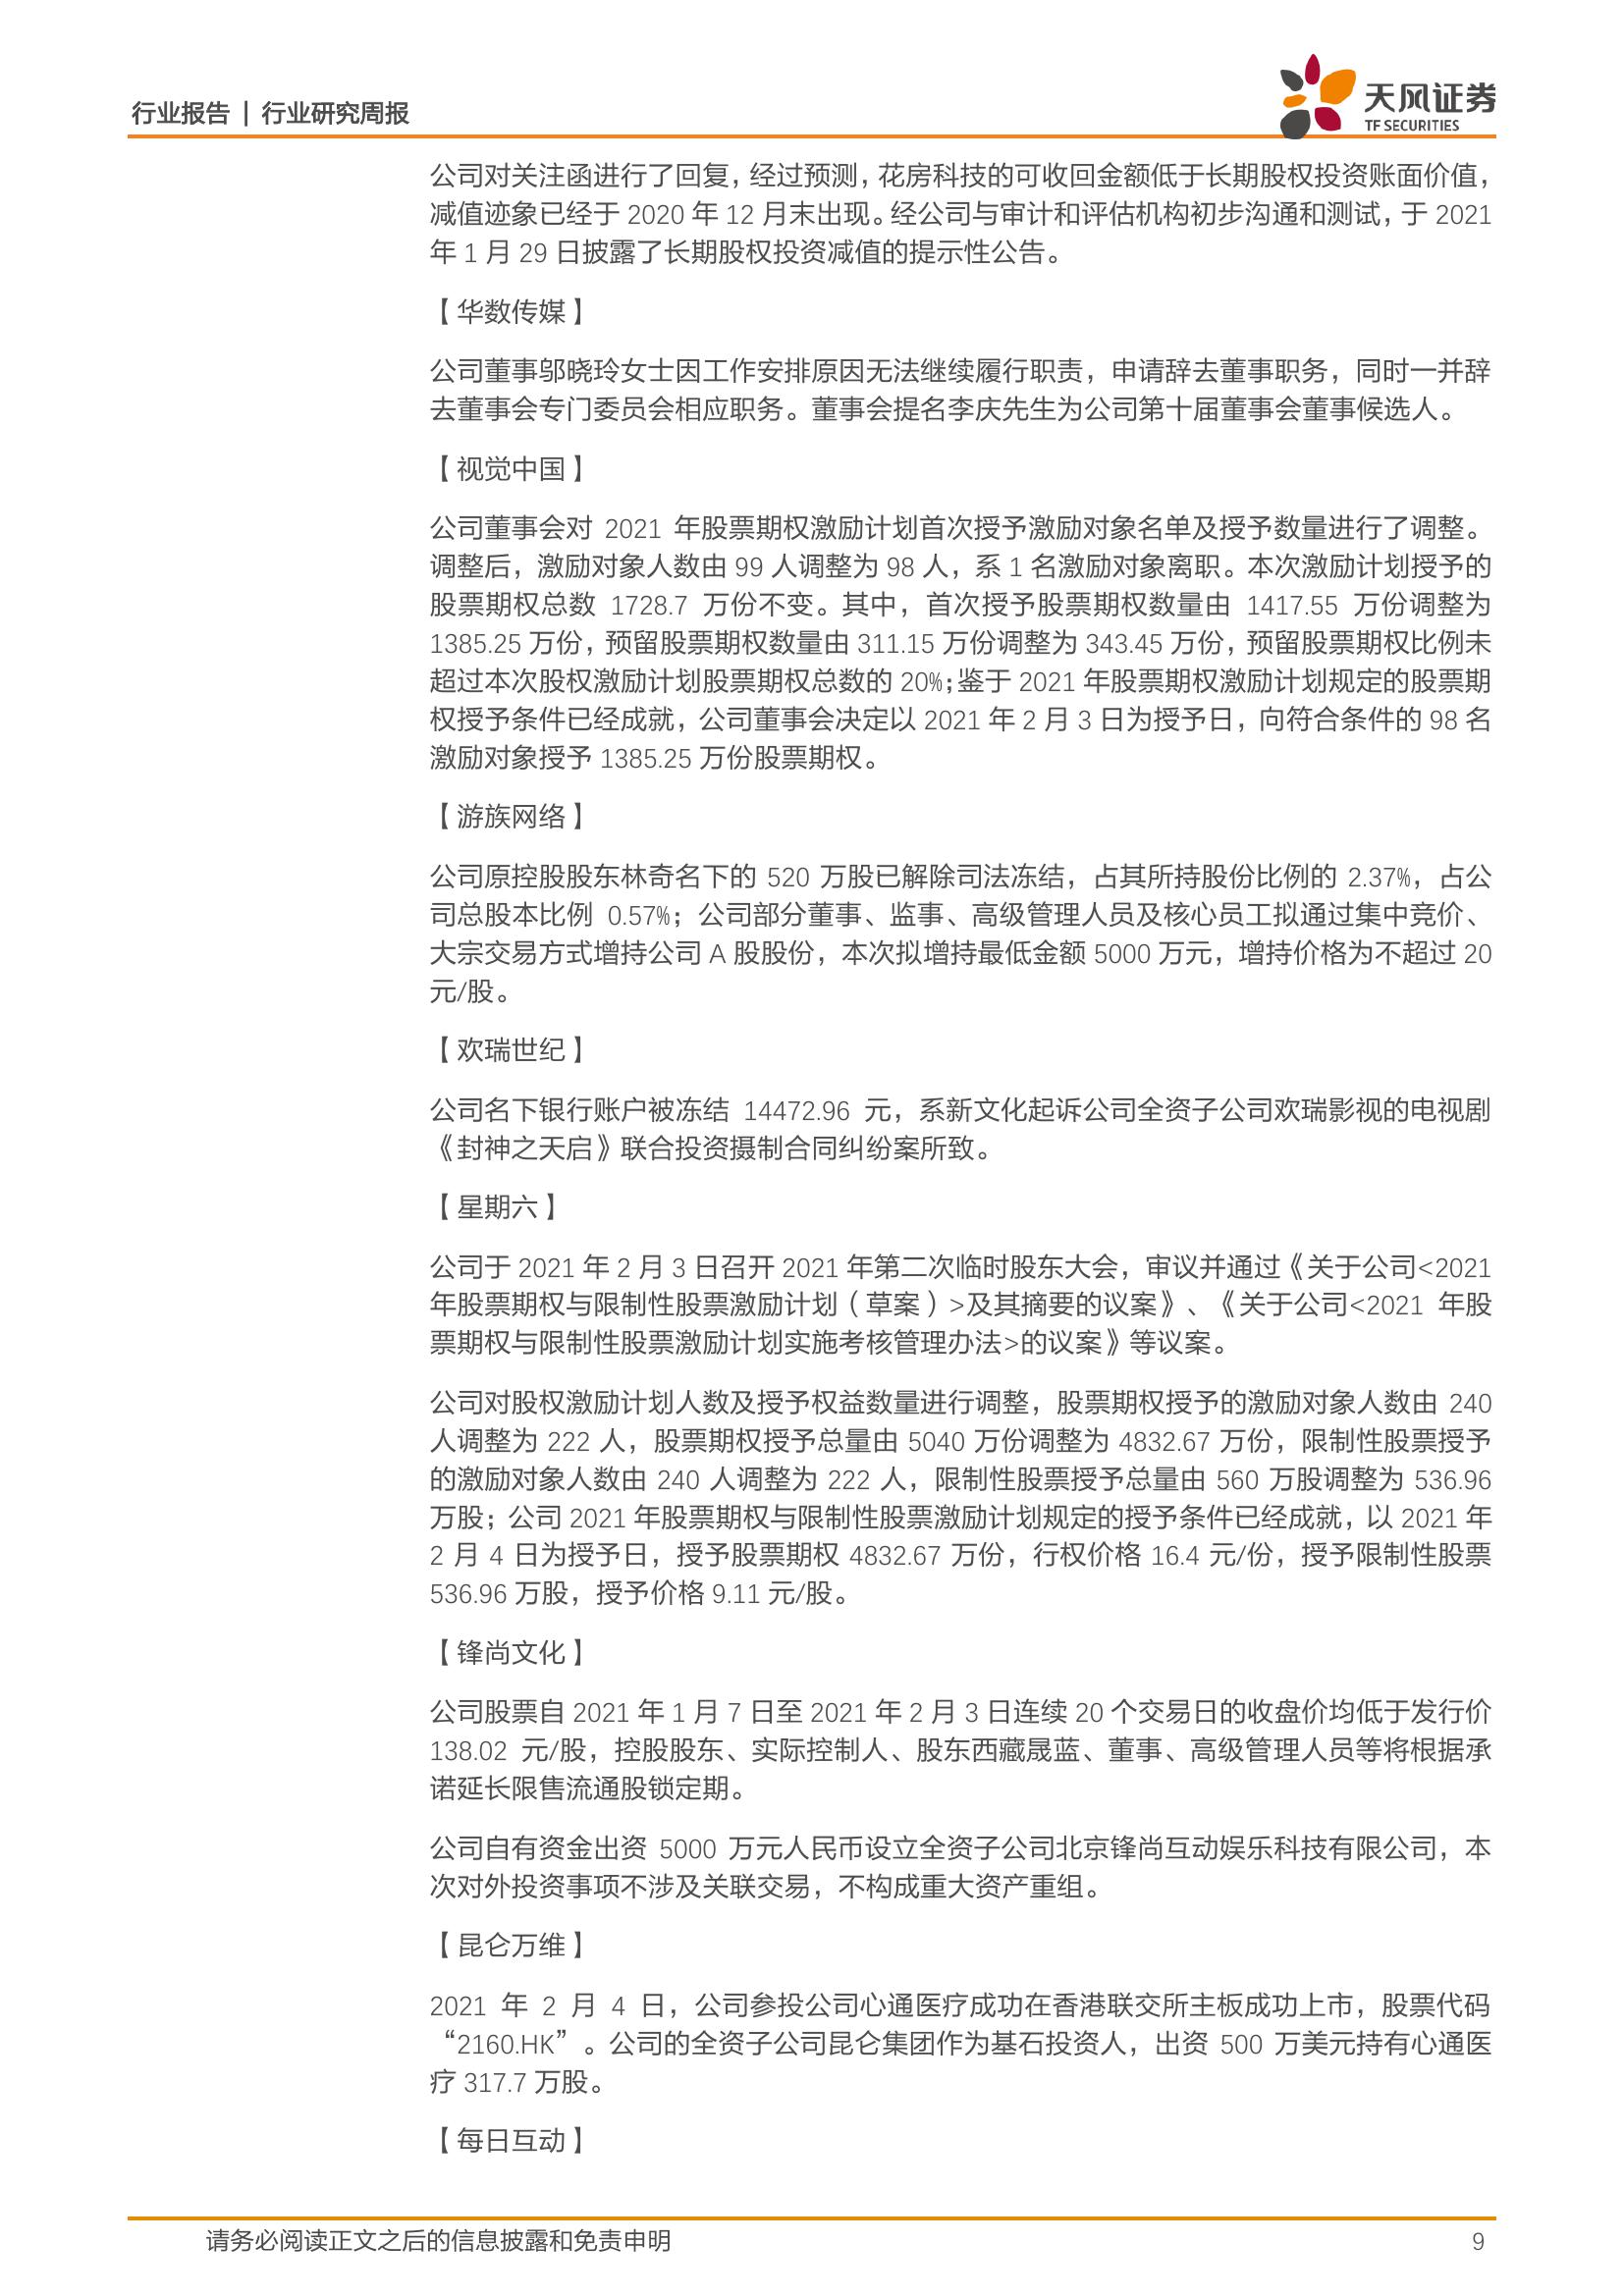 行业报告 | 行业研究周报
天风证券
TF SECURITIES
公司对关注函进行了回复，经过预测，花房科技的可收回金额低于长期股权投资账面价值，
减值迹象已经于 2020 年 12 月末出现。经公司与审计和评估机构初步沟通和测试，于 2021
年 1 月 29 日披露了长期股权投资减值的提示性公告。
【华数传媒】
公司董事邬晓玲女士因工作安排原因无法继续履行职责，申请辞去董事职务，同时一并辞
去董事会专门委员会相应职务。董事会提名李庆先生为公司第十届董事会董事候选人。
【视觉中国】
公司董事会对 2021 年股票期权激励计划首次授予激励对象名单及授予数量进行了调整。
调整后，激励对象人数由 99 人调整为 98 人，系 1 名激励对象离职。本次激励计划授予的
股票期权总数 1728.7 万份不变。其中，首次授予股票期权数量由 1417.55 万份调整为
1385.25 万份，预留股票期权数量由 311.15 万份调整为 343.45 万份，预留股票期权比例未
超过本次股权激励计划股票期权总数的 20%；鉴于 2021 年股票期权激励计划规定的股票期
权授予条件已经成就，公司董事会决定以 2021 年 2 月 3 日为授予日，向符合条件的 98 名
激励对象授予 1385.25 万份股票期权。
【游族网络】
公司原控股股东林奇名下的 520 万股已解除司法冻结，占其所持股份比例的 2.37%，占公
司总股本比例 0.57%；公司部分董事、监事、高级管理人员及核心员工拟通过集中竞价、
大宗交易方式增持公司 A 股股份，本次拟增持最低金额 5000 万元，增持价格为不超过 20
元/股。
【欢瑞世纪】
公司名下银行账户被冻结 14472.96 元，系新文化起诉公司全资子公司欢瑞影视的电视剧
《封神之天启》联合投资摄制合同纠纷案所致。
【星期六】
公司于 2021 年 2 月 3 日召开 2021 年第二次临时股东大会，审议并通过《关于公司<2021
年股票期权与限制性股票激励计划（草案）>及其摘要的议案》、《关于公司<2021 年股
票期权与限制性股票激励计划实施考核管理办法>的议案》等议案。
公司对股权激励计划人数及授予权益数量进行调整，股票期权授予的激励对象人数由 240
人调整为 222 人，股票期权授予总量由 5040 万份调整为 4832.67 万份，限制性股票授予
的激励对象人数由 240 人调整为 222 人，限制性股票授予总量由 560 万股调整为 536.96
万股；公司 2021 年股票期权与限制性股票激励计划规定的授予条件已经成就，以 2021 年
2 月 4 日为授予日，授予股票期权 4832.67 万份，行权价格 16.4 元/份，授予限制性股票
536.96 万股，授予价格 9.11 元/股。
【锋尚文化】
公司股票自 2021 年 1 月 7 日至 2021 年 2 月 3 日连续 20 个交易日的收盘价均低于发行价
138.02 元/股，控股股东、实际控制人、股东西藏晟蓝、董事、高级管理人员等将根据承
诺延长限售流通股锁定期。
公司自有资金出资 5000 万元人民币设立全资子公司北京锋尚互动娱乐科技有限公司，本
次对外投资事项不涉及关联交易，不构成重大资产重组。
【昆仑万维】
2021 年 2 月 4 日，公司参投公司心通医疗成功在香港联交所主板成功上市，股票代码
“2160.HK”。公司的全资子公司昆仑集团作为基石投资人，出资 500 万美元持有心通医
疗 317.7 万股。
【每日互动】
请务必阅读正文之后的信息披露和免责申明
9